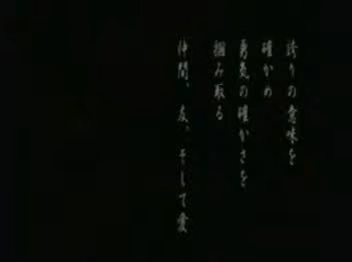 誇りの意味を
確かめ
勇気の確かさを
掴み取る
仲間、友、そして愛